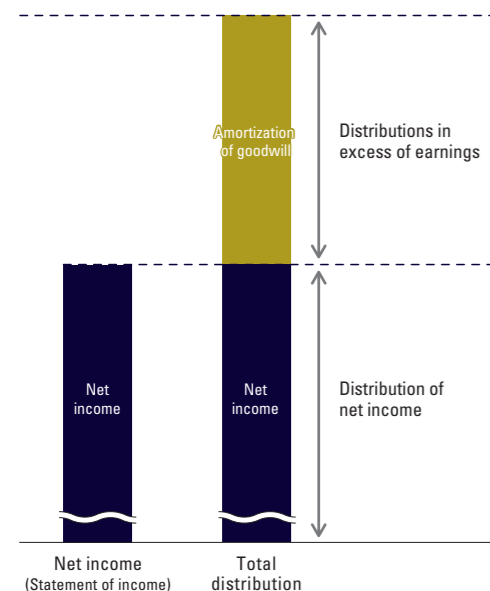 Amortization
of goodwill
Distributions in
excess of earnings
Net
income
Net
income
Distribution of
net income
Net income
(Statement of income)
Total
distribution